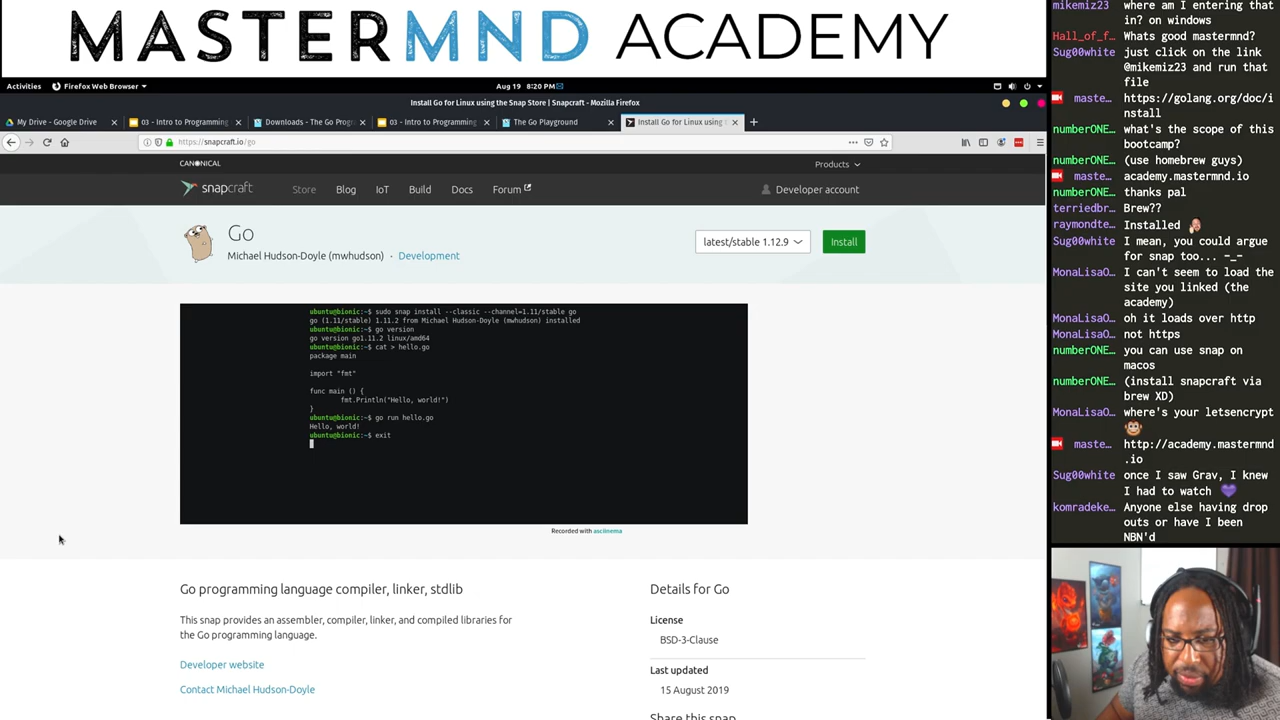 MASTERMND ACADEMY
Activities
Firefox Web Browser
Aug 19 8:20 PM
Install Go for Linux using the Snap Store | Snapcraft - Mozilla Firefox
My Drive - Google Drive
03 - Intro to Programming
Downloads - The Go Prog
03 - Intro to Programming
The Go Playground
Install Go for Linux using t
https://snapcraft.io/go
CANONICAL
Products
snapcraft
Store
Blog
IoT
Build
Docs
Forum
Developer account
Go
Michael Hudson-Doyle (mwhudson) · Development
latest/stable 1.12.9
Install
ubuntu@bionic:~$ sudo snap install --classic --channel=1.11/stable go
go (1.11/stable) 1.11.2 from Michael Hudson-Doyle (mwhudson) installed
ubuntu@bionic:~$ go version
go version go1.11.2 linux/amd64
ubuntu@bionic:~$ cat > hello.go
package main
import "fmt"
func main () {
fmt.Println("Hello, world!")
}
ubuntu@bionic:~$ go run hello.go
Hello, world!
ubuntu@bionic:~$ exit
Recorded with asciinema
Go programming language compiler, linker, stdlib
This snap provides an assembler, compiler, linker, and compiled libraries for
the Go programming language.
Developer website
Contact Michael Hudson-Doyle
Details for Go
License
BSD-3-Clause
Last updated
15 August 2019
Share this snap
mikemiz23 where am I entering that
in? on windows
Hall_of_f… Whats good mastermnd?
Sug00white just click on the link
@mikemiz23 and run that
file
maste… https://golang.org/doc/i
nstall
numberONE… what's the scope of this
bootcamp?
numberONE… (use homebrew guys)
maste… academy.mastermnd.io
numberONE… thanks pal
terriedbr… Brew??
raymondte… Installed
Sug00white I mean, you could argue
for snap too... -_-
MonaLisaO… I can't seem to load the
site you linked (the
academy)
MonaLisaO… oh it loads over http
MonaLisaO… not https
numberONE… you can use snap on
macos
numberONE… (install snapcraft via
brew XD)
MonaLisaO… where's your letsencrypt
maste… http://academy.mastermnd
.io
Sug00white once I saw Grav, I knew
I had to watch
komradeke… Anyone else having drop
outs or have I been
NBN'd